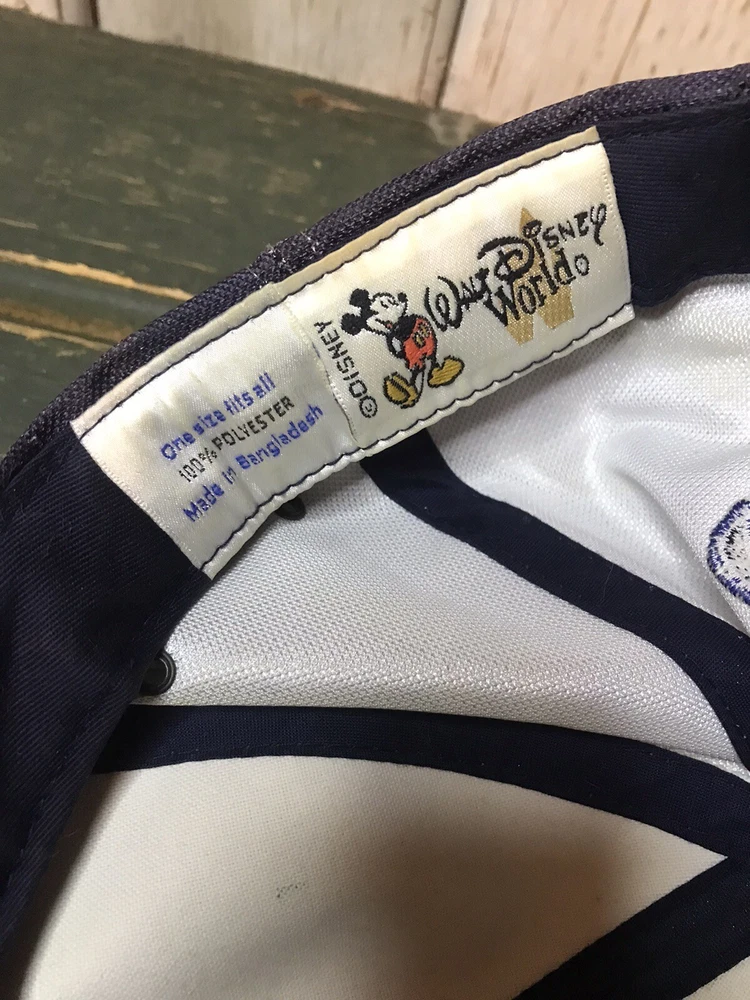 One size fits all
100% POLYESTER
Made in Bangladesh
©DISNEY
WALT DISNEY
World®